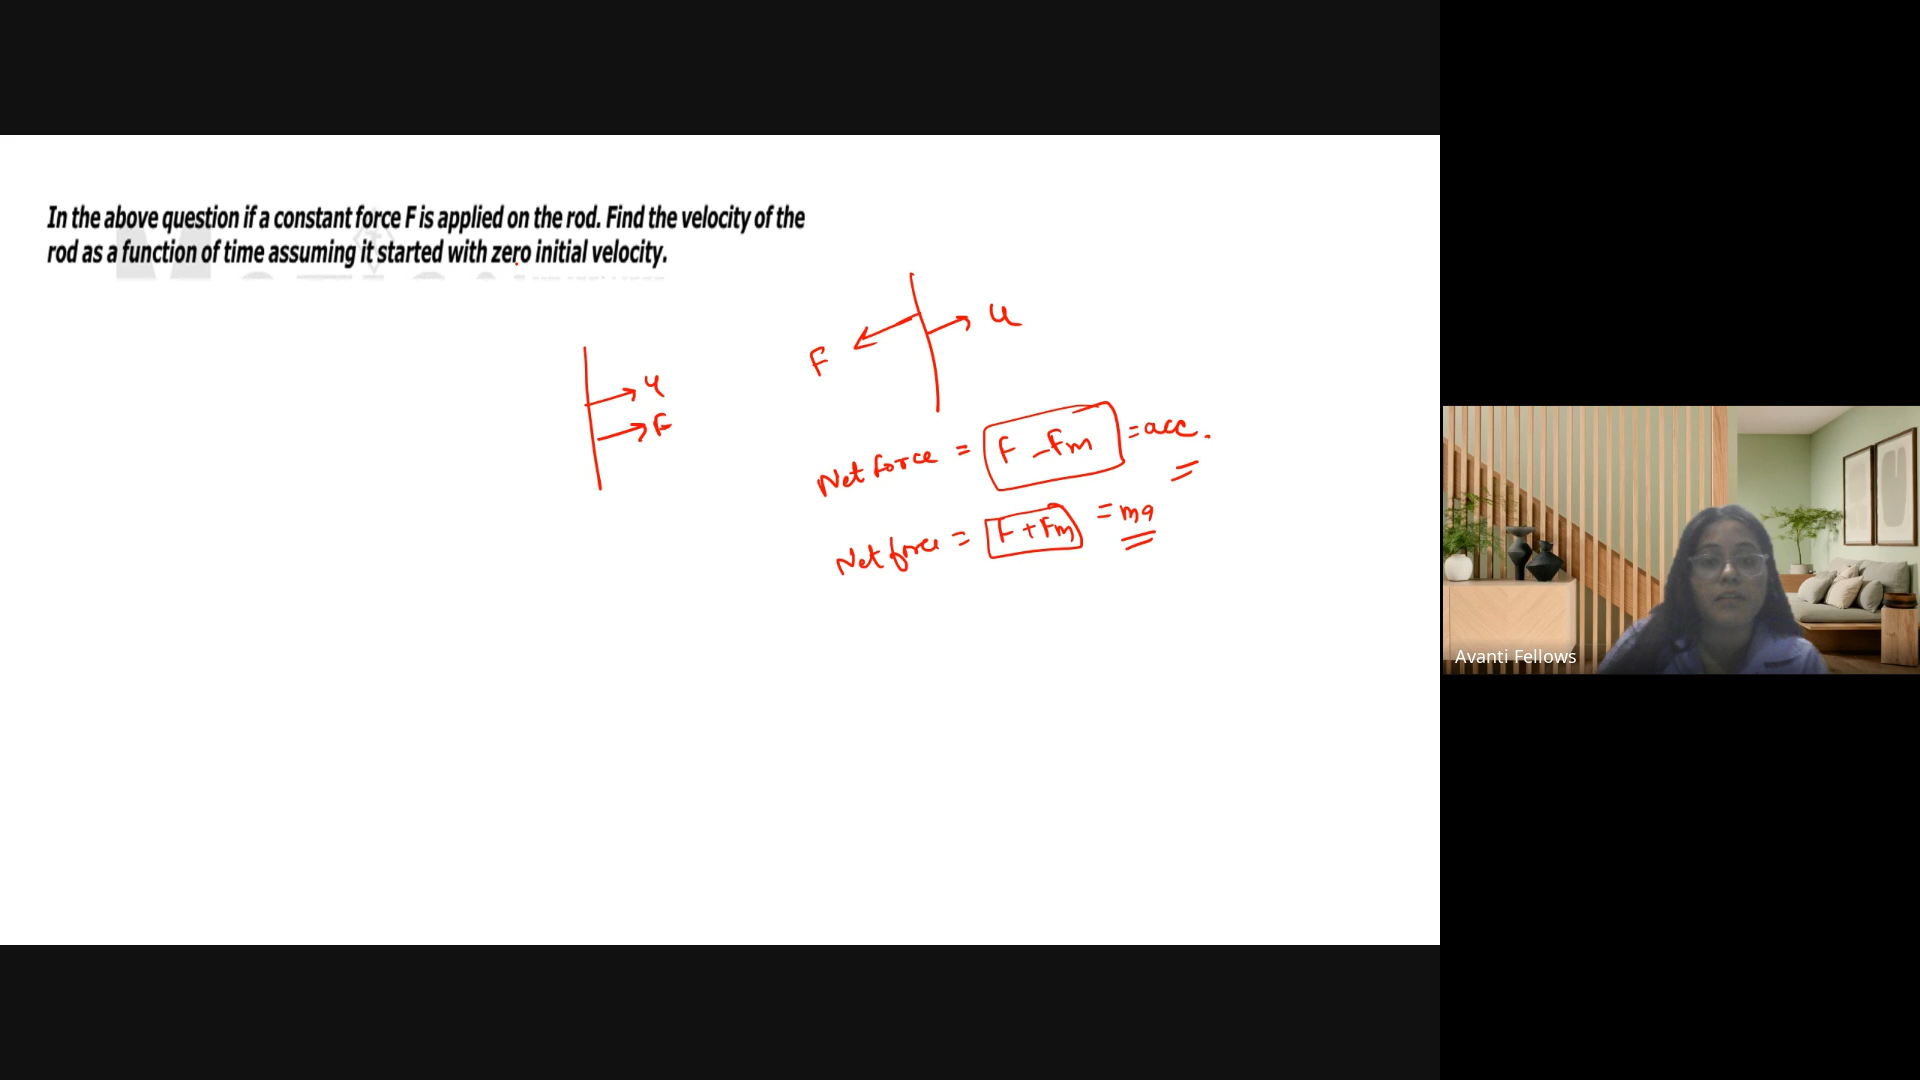 In the above question if a constant force F is applied on the rod. Find the velocity of the
rod as a function of time assuming it started with zero initial velocity.
u
F
F
u
Net force = F - Fm = acc.
Net force = F + Fm = ma
Avanti Fellows